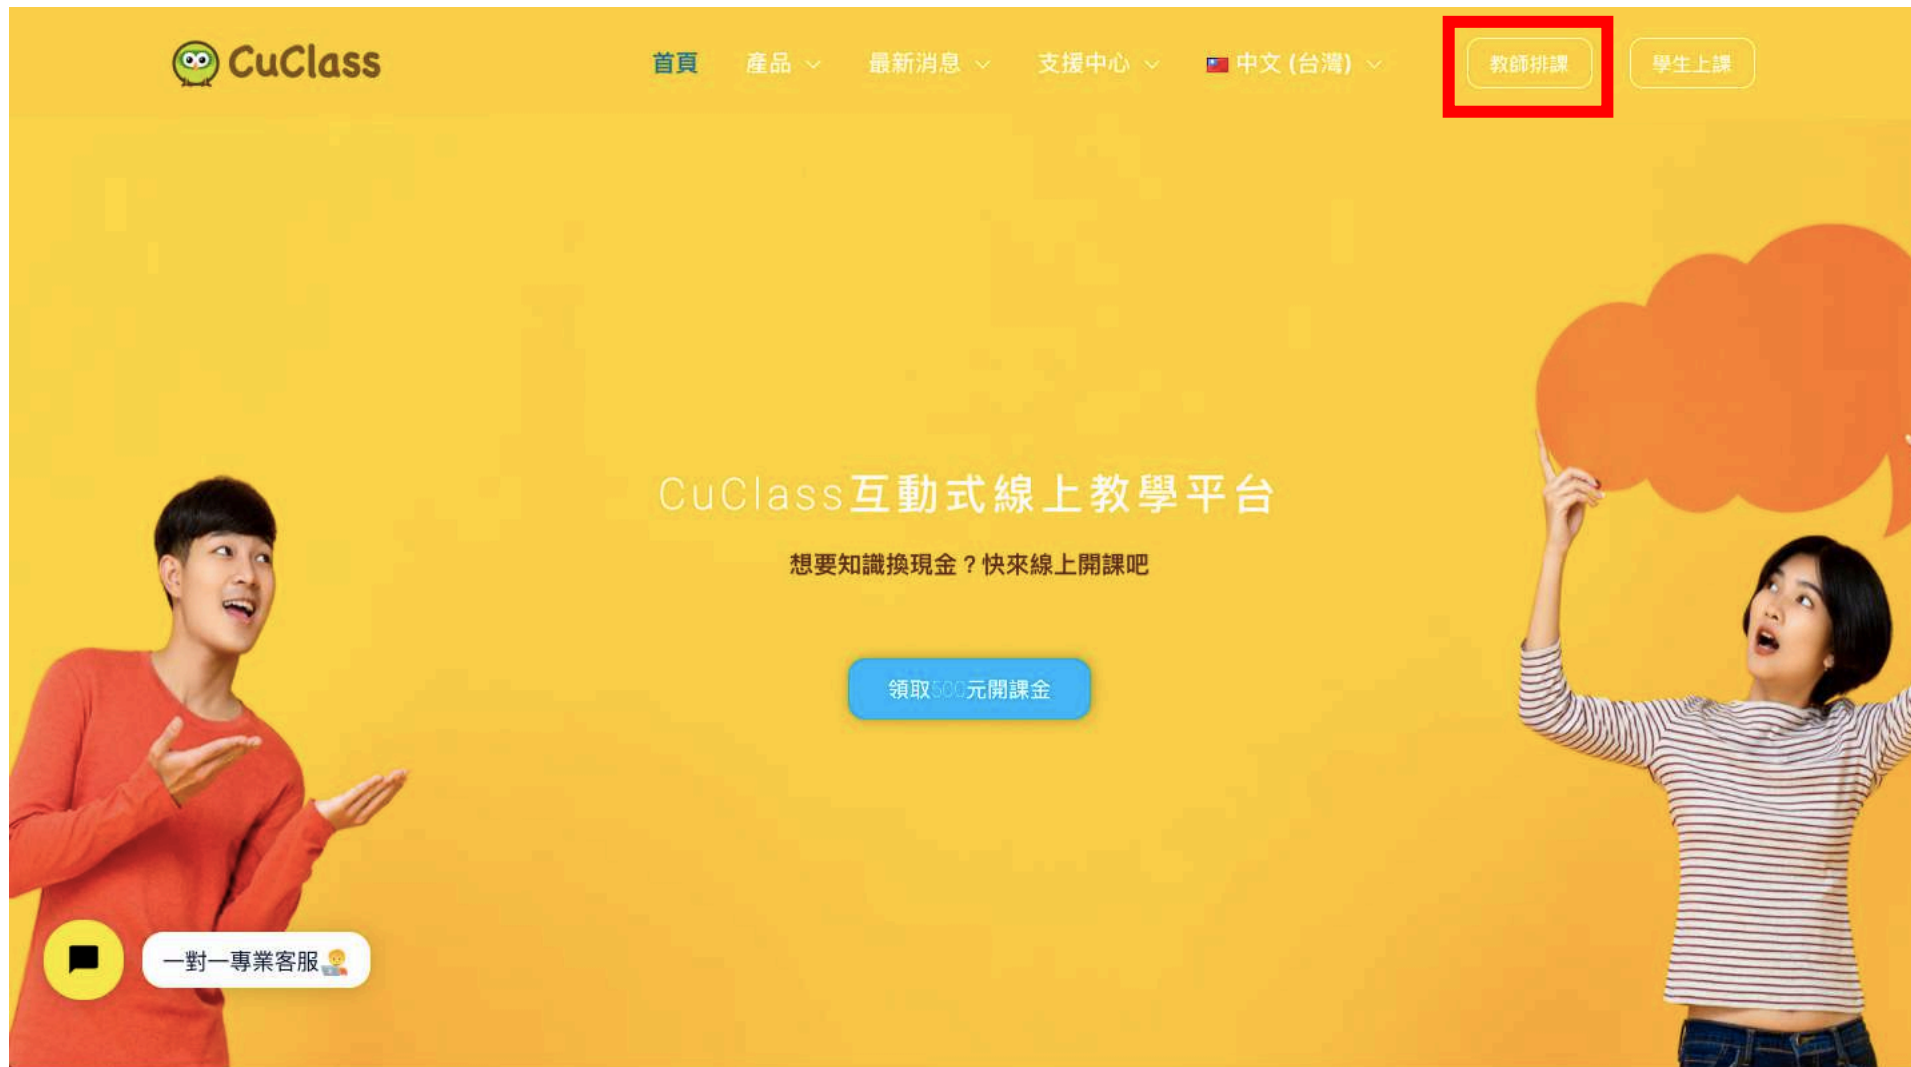 CuClass
首頁 產品 最新消息 支援中心 中文 (台灣) 教師排課 學生上課
CuClass互動式線上教學平台
想要知識換現金？快來線上開課吧
領取500元開課金
一對一專業客服